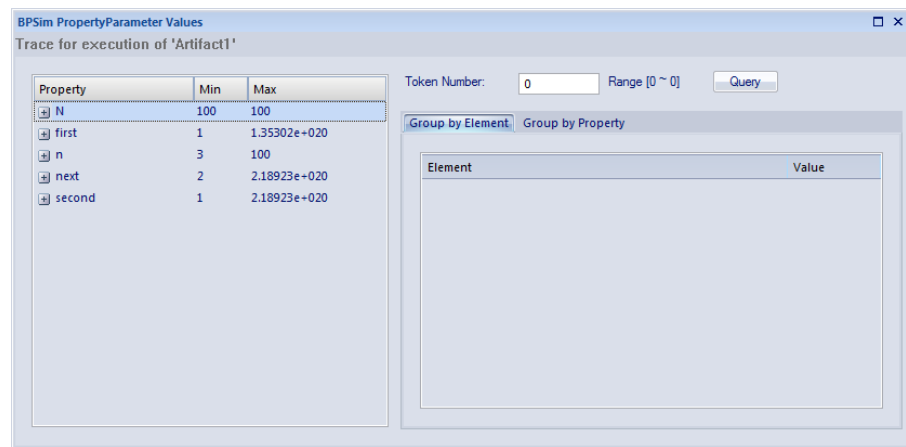 BPSim PropertyParameter Values
Trace for execution of 'Artifact1'
Property Min Max
N 100 100
first 1 1.35302e+020
n 3 100
next 2 2.18923e+020
second 1 2.18923e+020
Token Number: 0 Range [0 ~ 0] Query
Group by Element Group by Property
Element Value